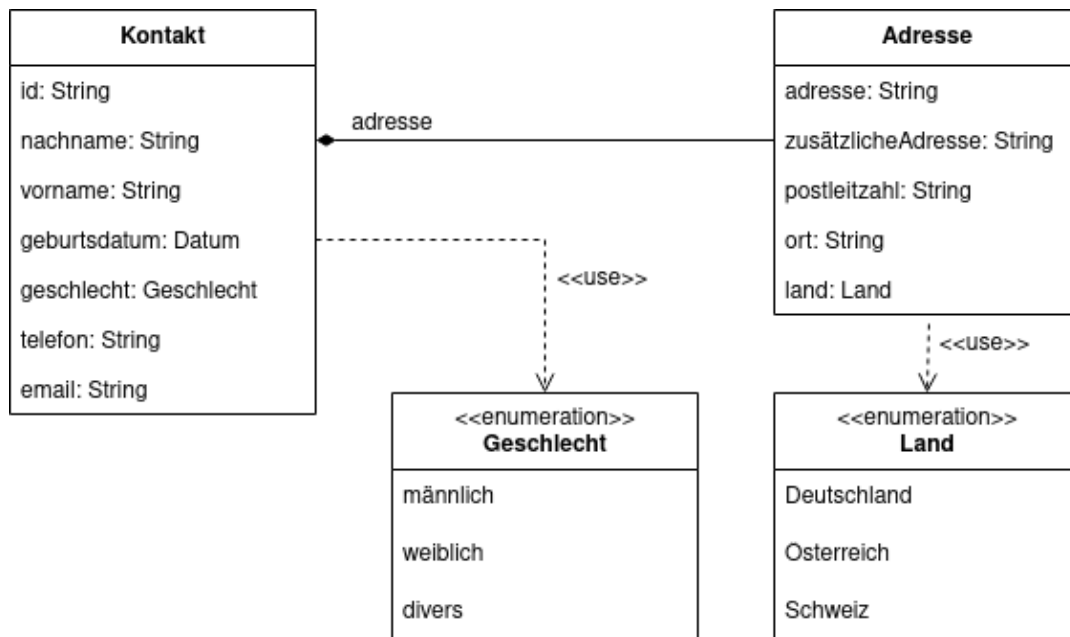 Kontakt
id: String
nachname: String
vorname: String
geburtsdatum: Datum
geschlecht: Geschlecht
telefon: String
email: String
adresse
Adresse
adresse: String
zusätzlicheAdresse: String
postleitzahl: String
ort: String
land: Land
<<use>>
<<use>>
<<enumeration>>
Geschlecht
männlich
weiblich
divers
<<enumeration>>
Land
Deutschland
Österreich
Schweiz